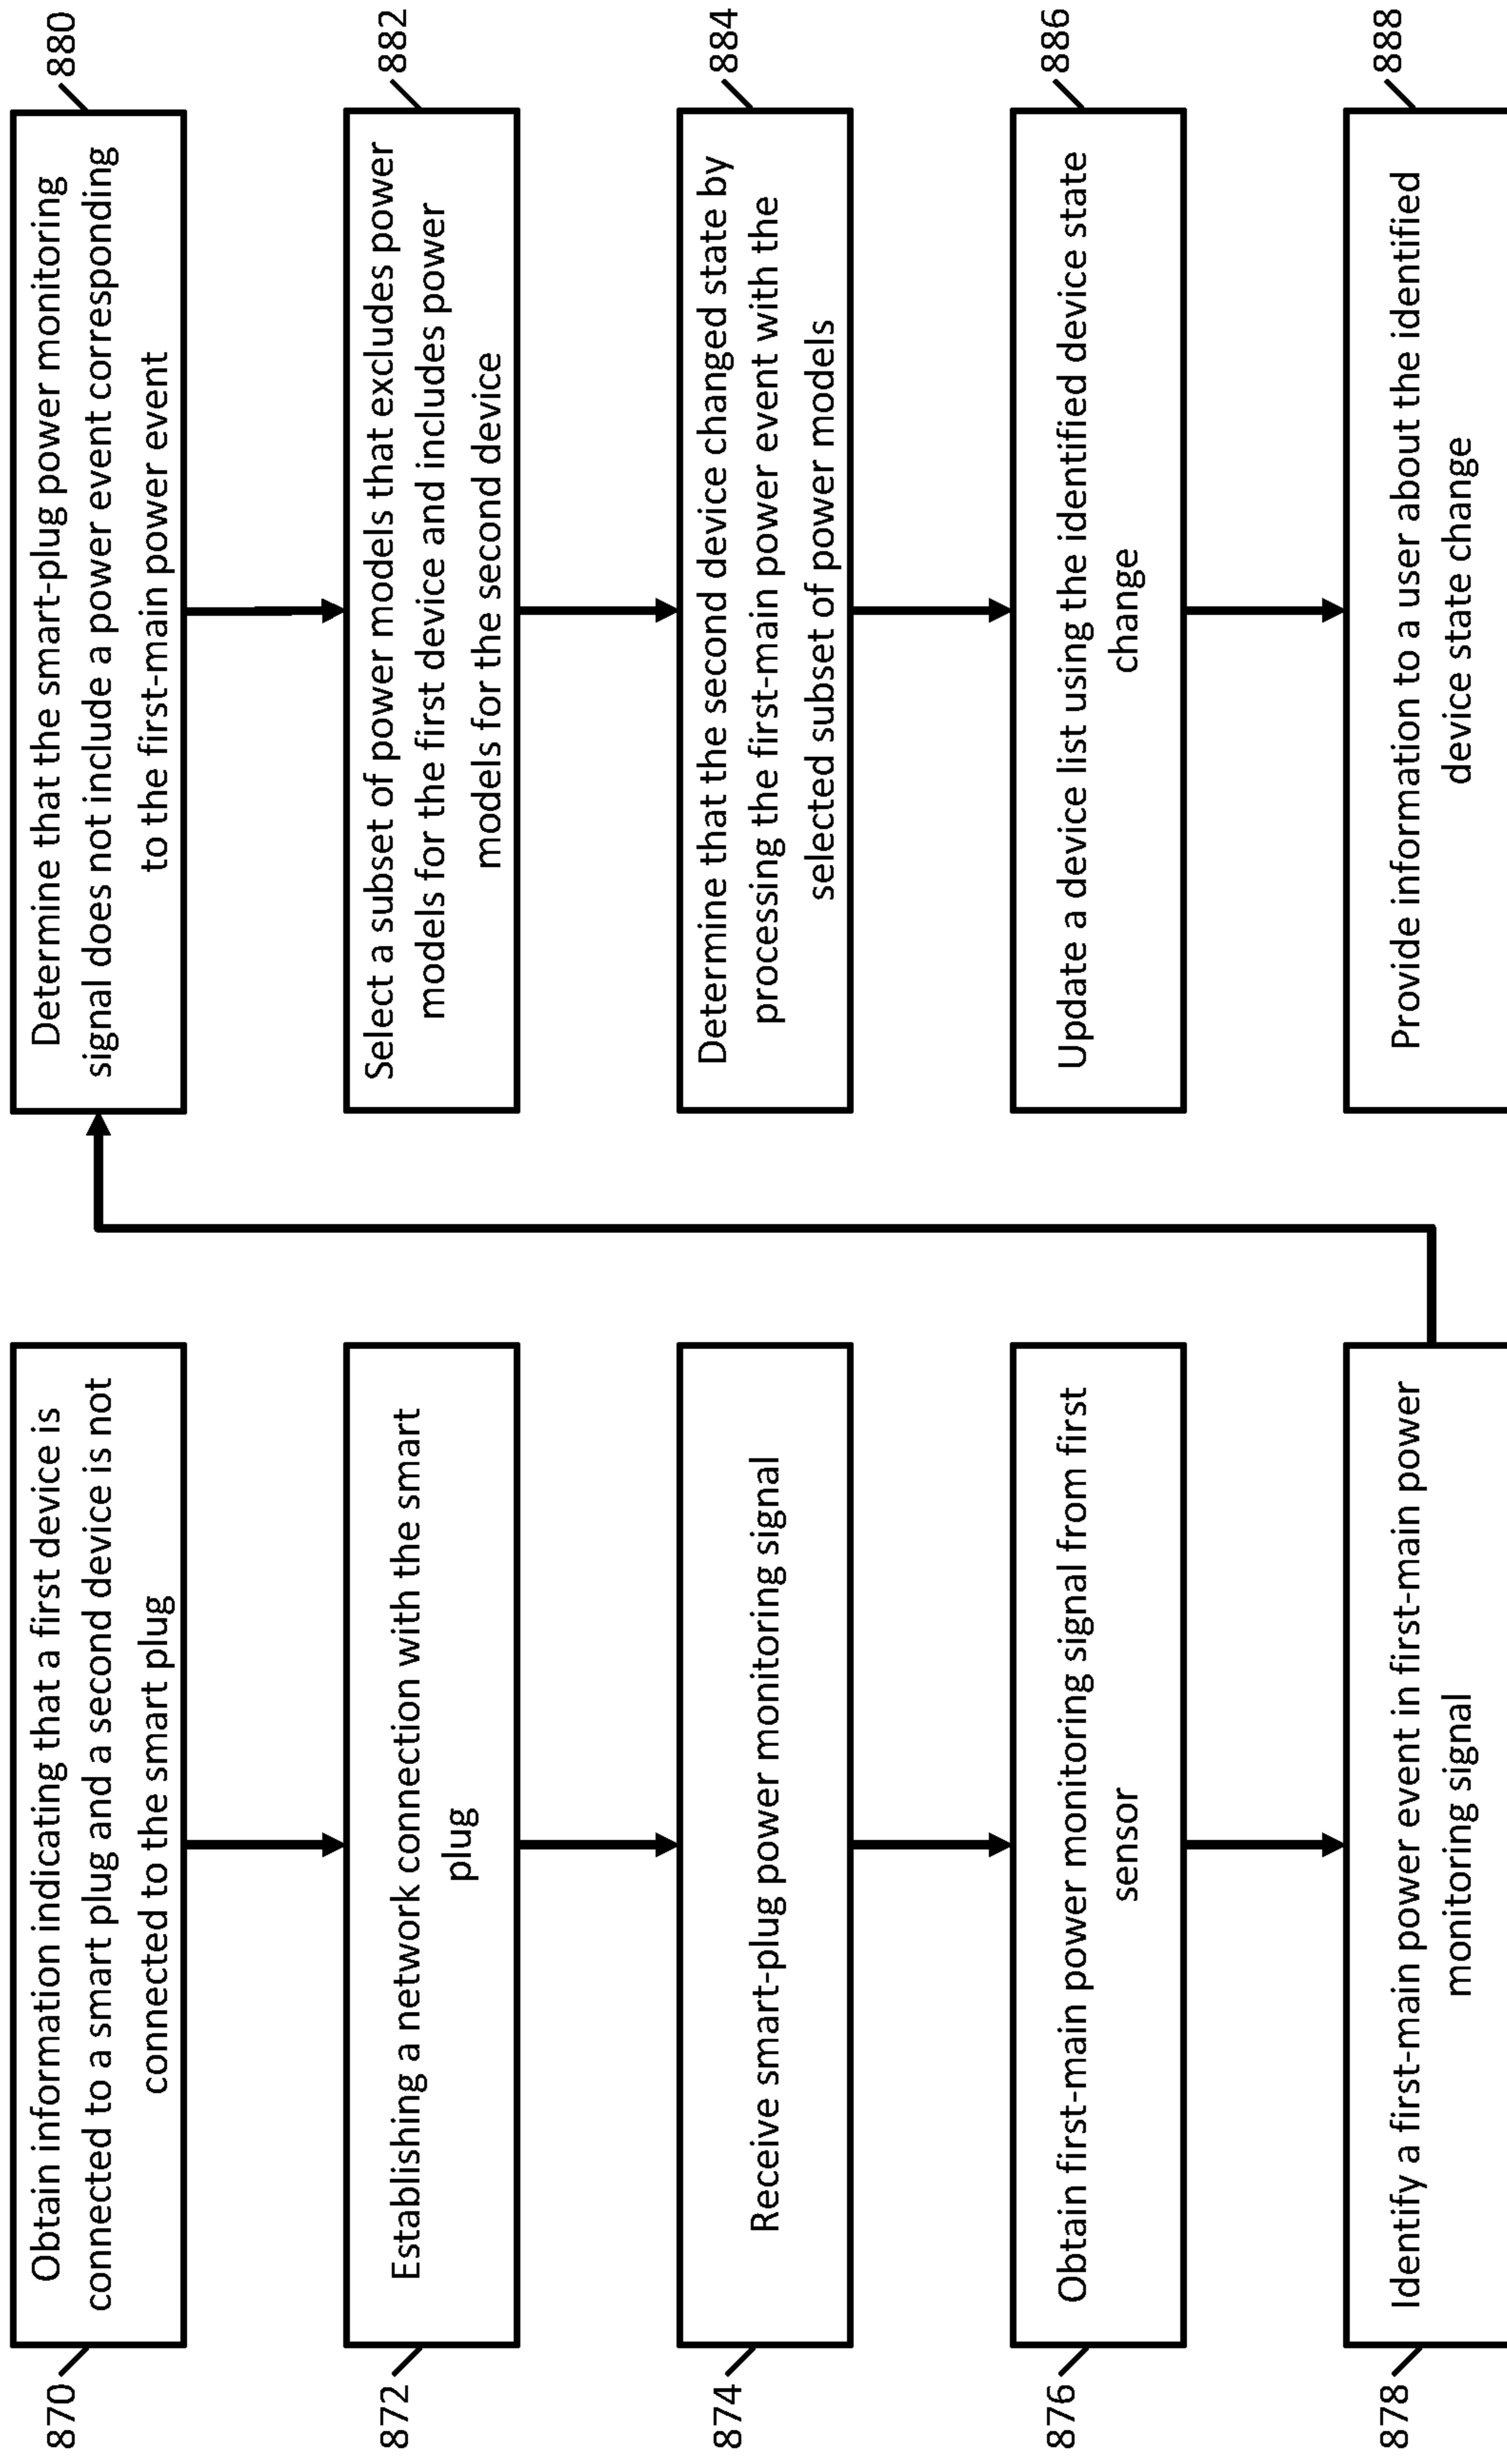 870
Obtain information indicating that a first device is
connected to a smart plug and a second device is not
connected to the smart plug
872
Establishing a network connection with the smart
plug
874
Receive smart-plug power monitoring signal
876
Obtain first-main power monitoring signal from first
sensor
878
Identify a first-main power event in first-main power
monitoring signal
880
Determine that the smart-plug power monitoring
signal does not include a power event corresponding
to the first-main power event
882
Select a subset of power models that excludes power
models for the first device and includes power
models for the second device
884
Determine that the second device changed state by
processing the first-main power event with the
selected subset of power models
886
Update a device list using the identified device state
change
888
Provide information to a user about the identified
device state change